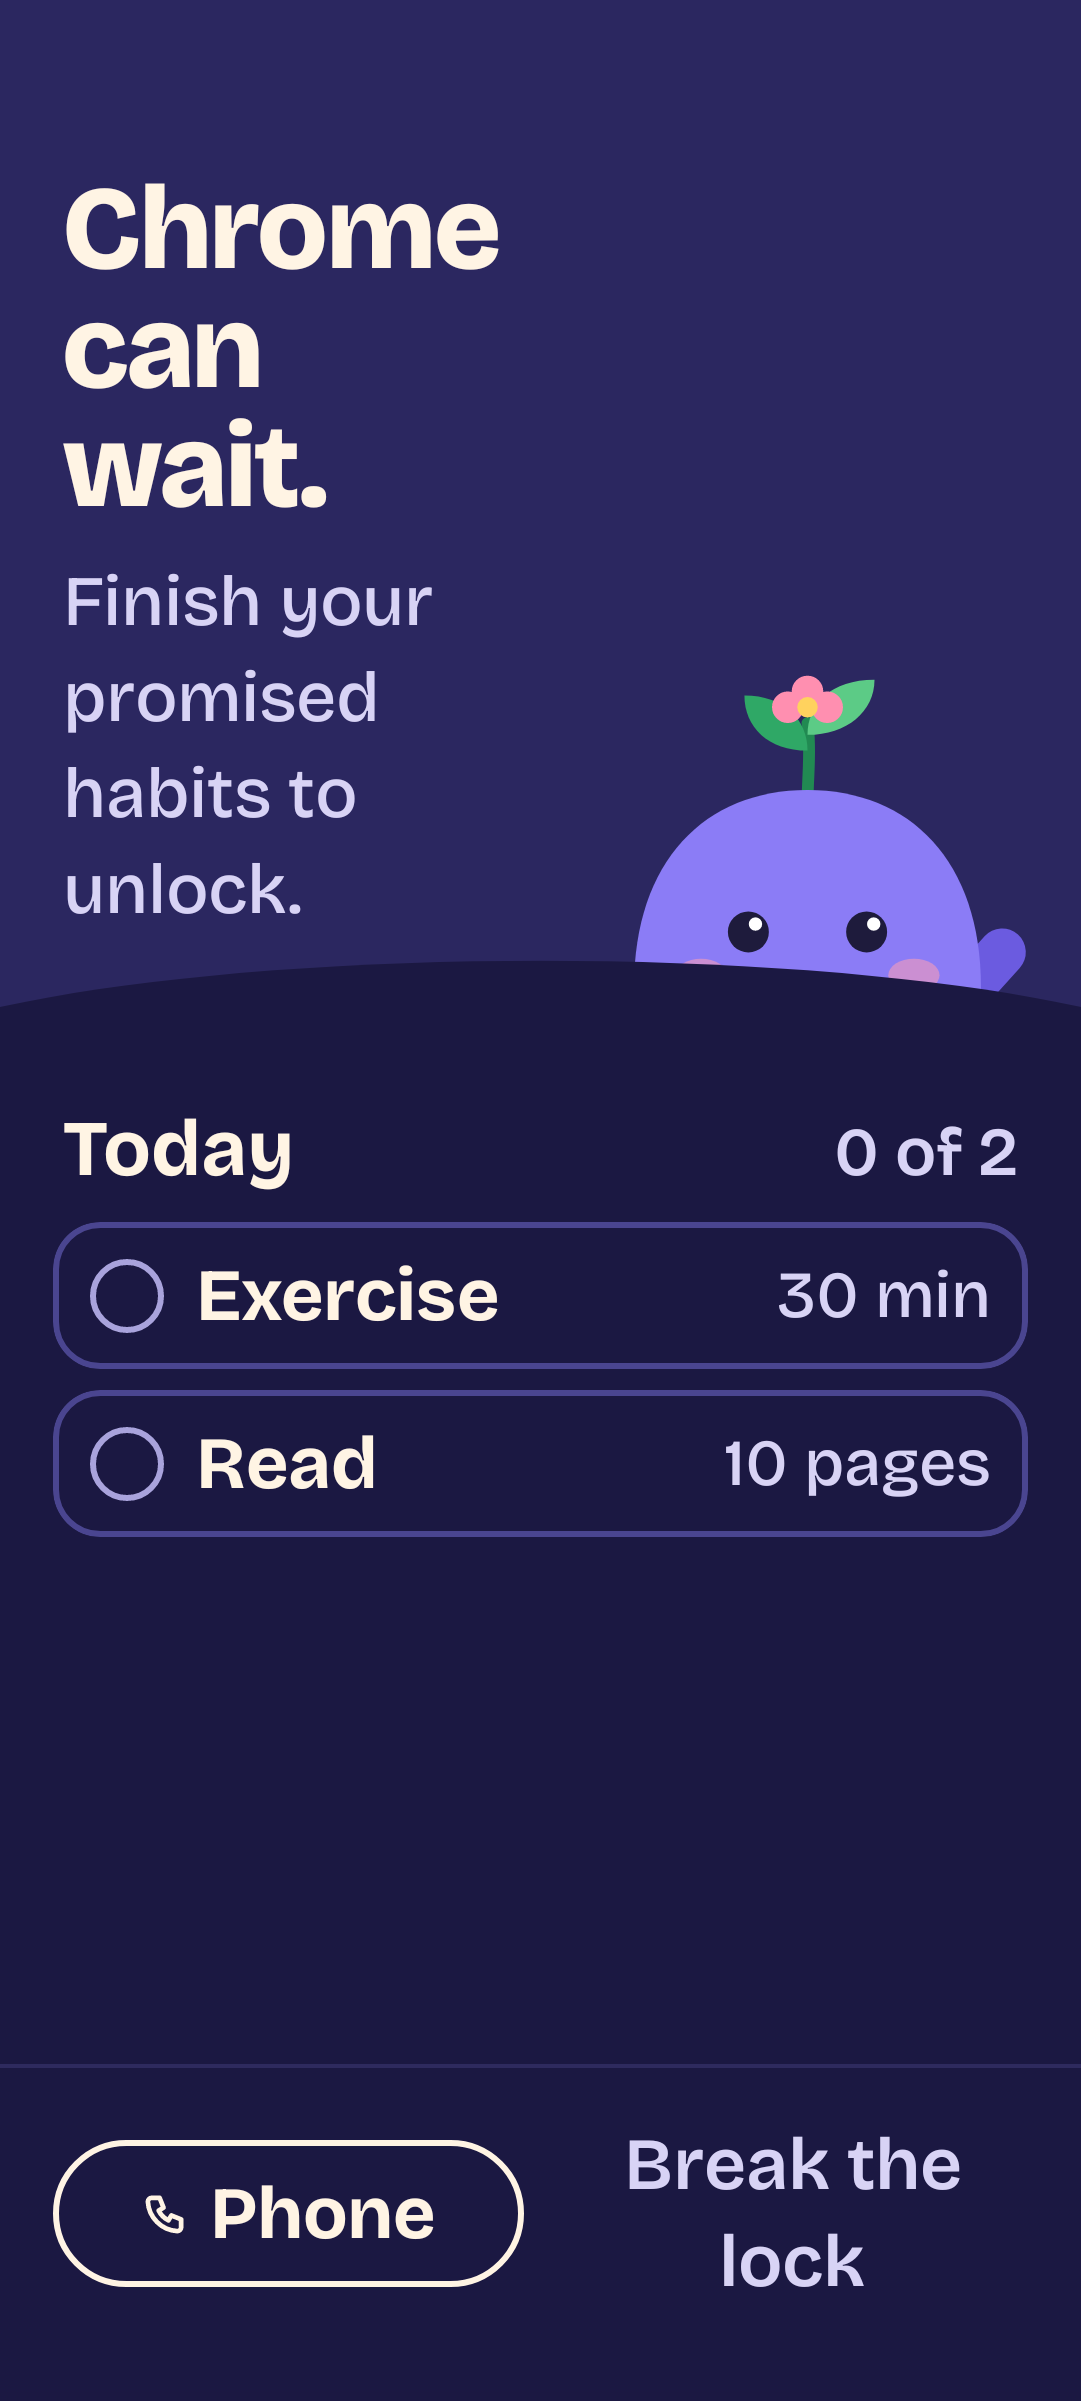 Chrome
can
wait.
Finish your
promised
habits to
unlock.
Today
0 of 2
Exercise
30 min
Read
10 pages
Phone
Break the
lock